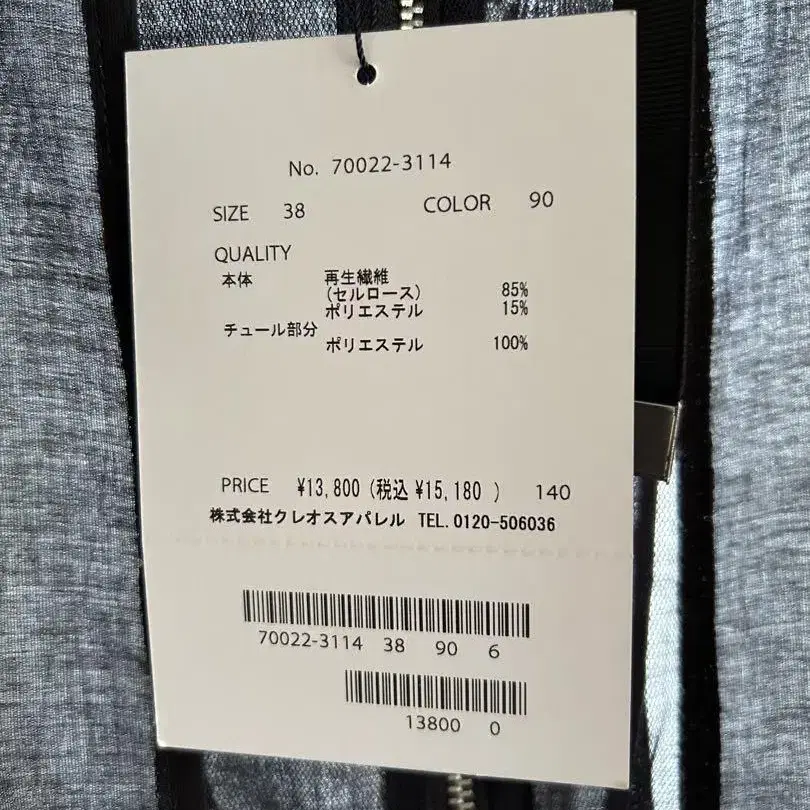 No. 70022-3114
SIZE 38 COLOR 90
QUALITY
本体 再生繊維
(セルロース) 85%
ポリエステル 15%
チュール部分
ポリエステル 100%
PRICE ¥13,800 (税込 ¥15,180 ) 140
株式会社クレオスアパレル TEL.0120-506036
70022-3114 38 90 6
13800 0